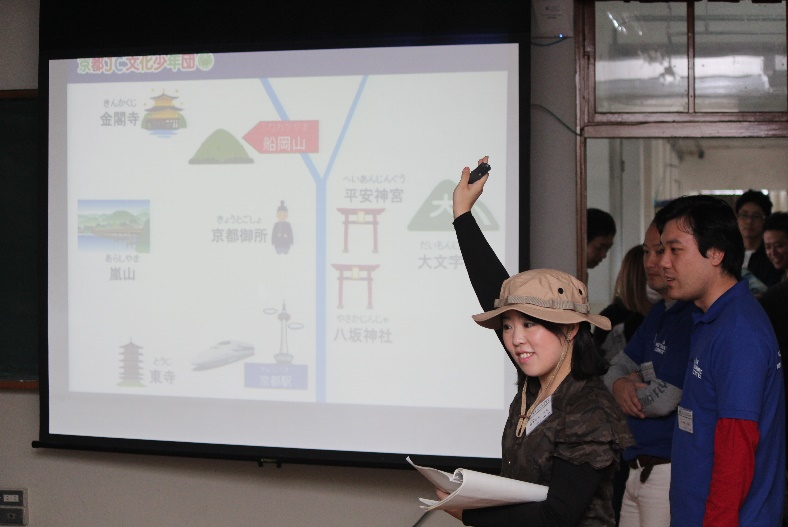 京都JC文化少年団
きんかくじ
金閣寺
船岡山
へいあんじんぐう
平安神宮
大
きょうとごしょ
京都御所
だいもん
大文字
あらしやま
嵐山
やさかじんじゃ
八坂神社
とうじ
東寺
京都駅